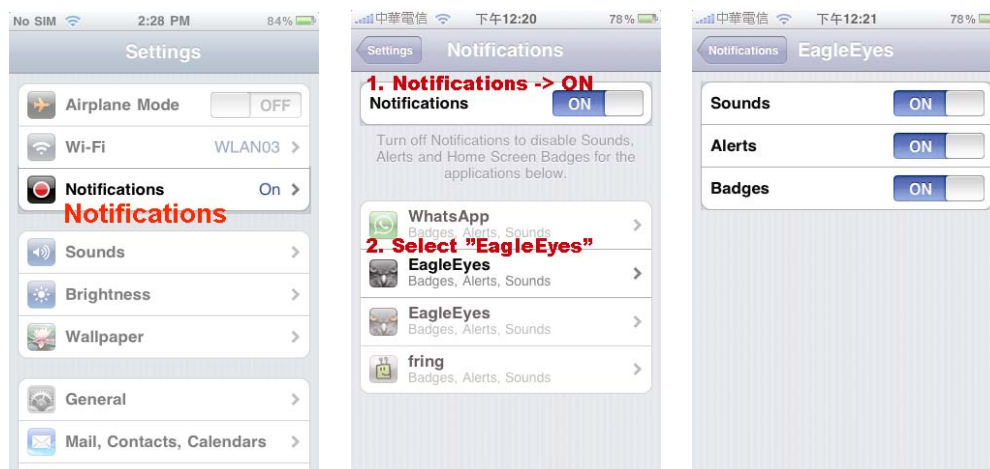 No SIM 2:28 PM 84%
Settings
Airplane Mode OFF
Wi-Fi WLAN03
Notifications On
Notifications
Sounds
Brightness
Wallpaper
General
Mail, Contacts, Calendars
中華電信 下午12:20 78%
Settings Notifications
1. Notifications -> ON
Notifications ON
Turn off Notifications to disable Sounds,
Alerts and Home Screen Badges for the
applications below.
WhatsApp
Badges, Alerts, Sounds
2. Select ”EagleEyes”
EagleEyes
Badges, Alerts, Sounds
EagleEyes
Badges, Alerts, Sounds
fring
Badges, Alerts, Sounds
中華電信 下午12:21 78%
Notifications EagleEyes
Sounds ON
Alerts ON
Badges ON